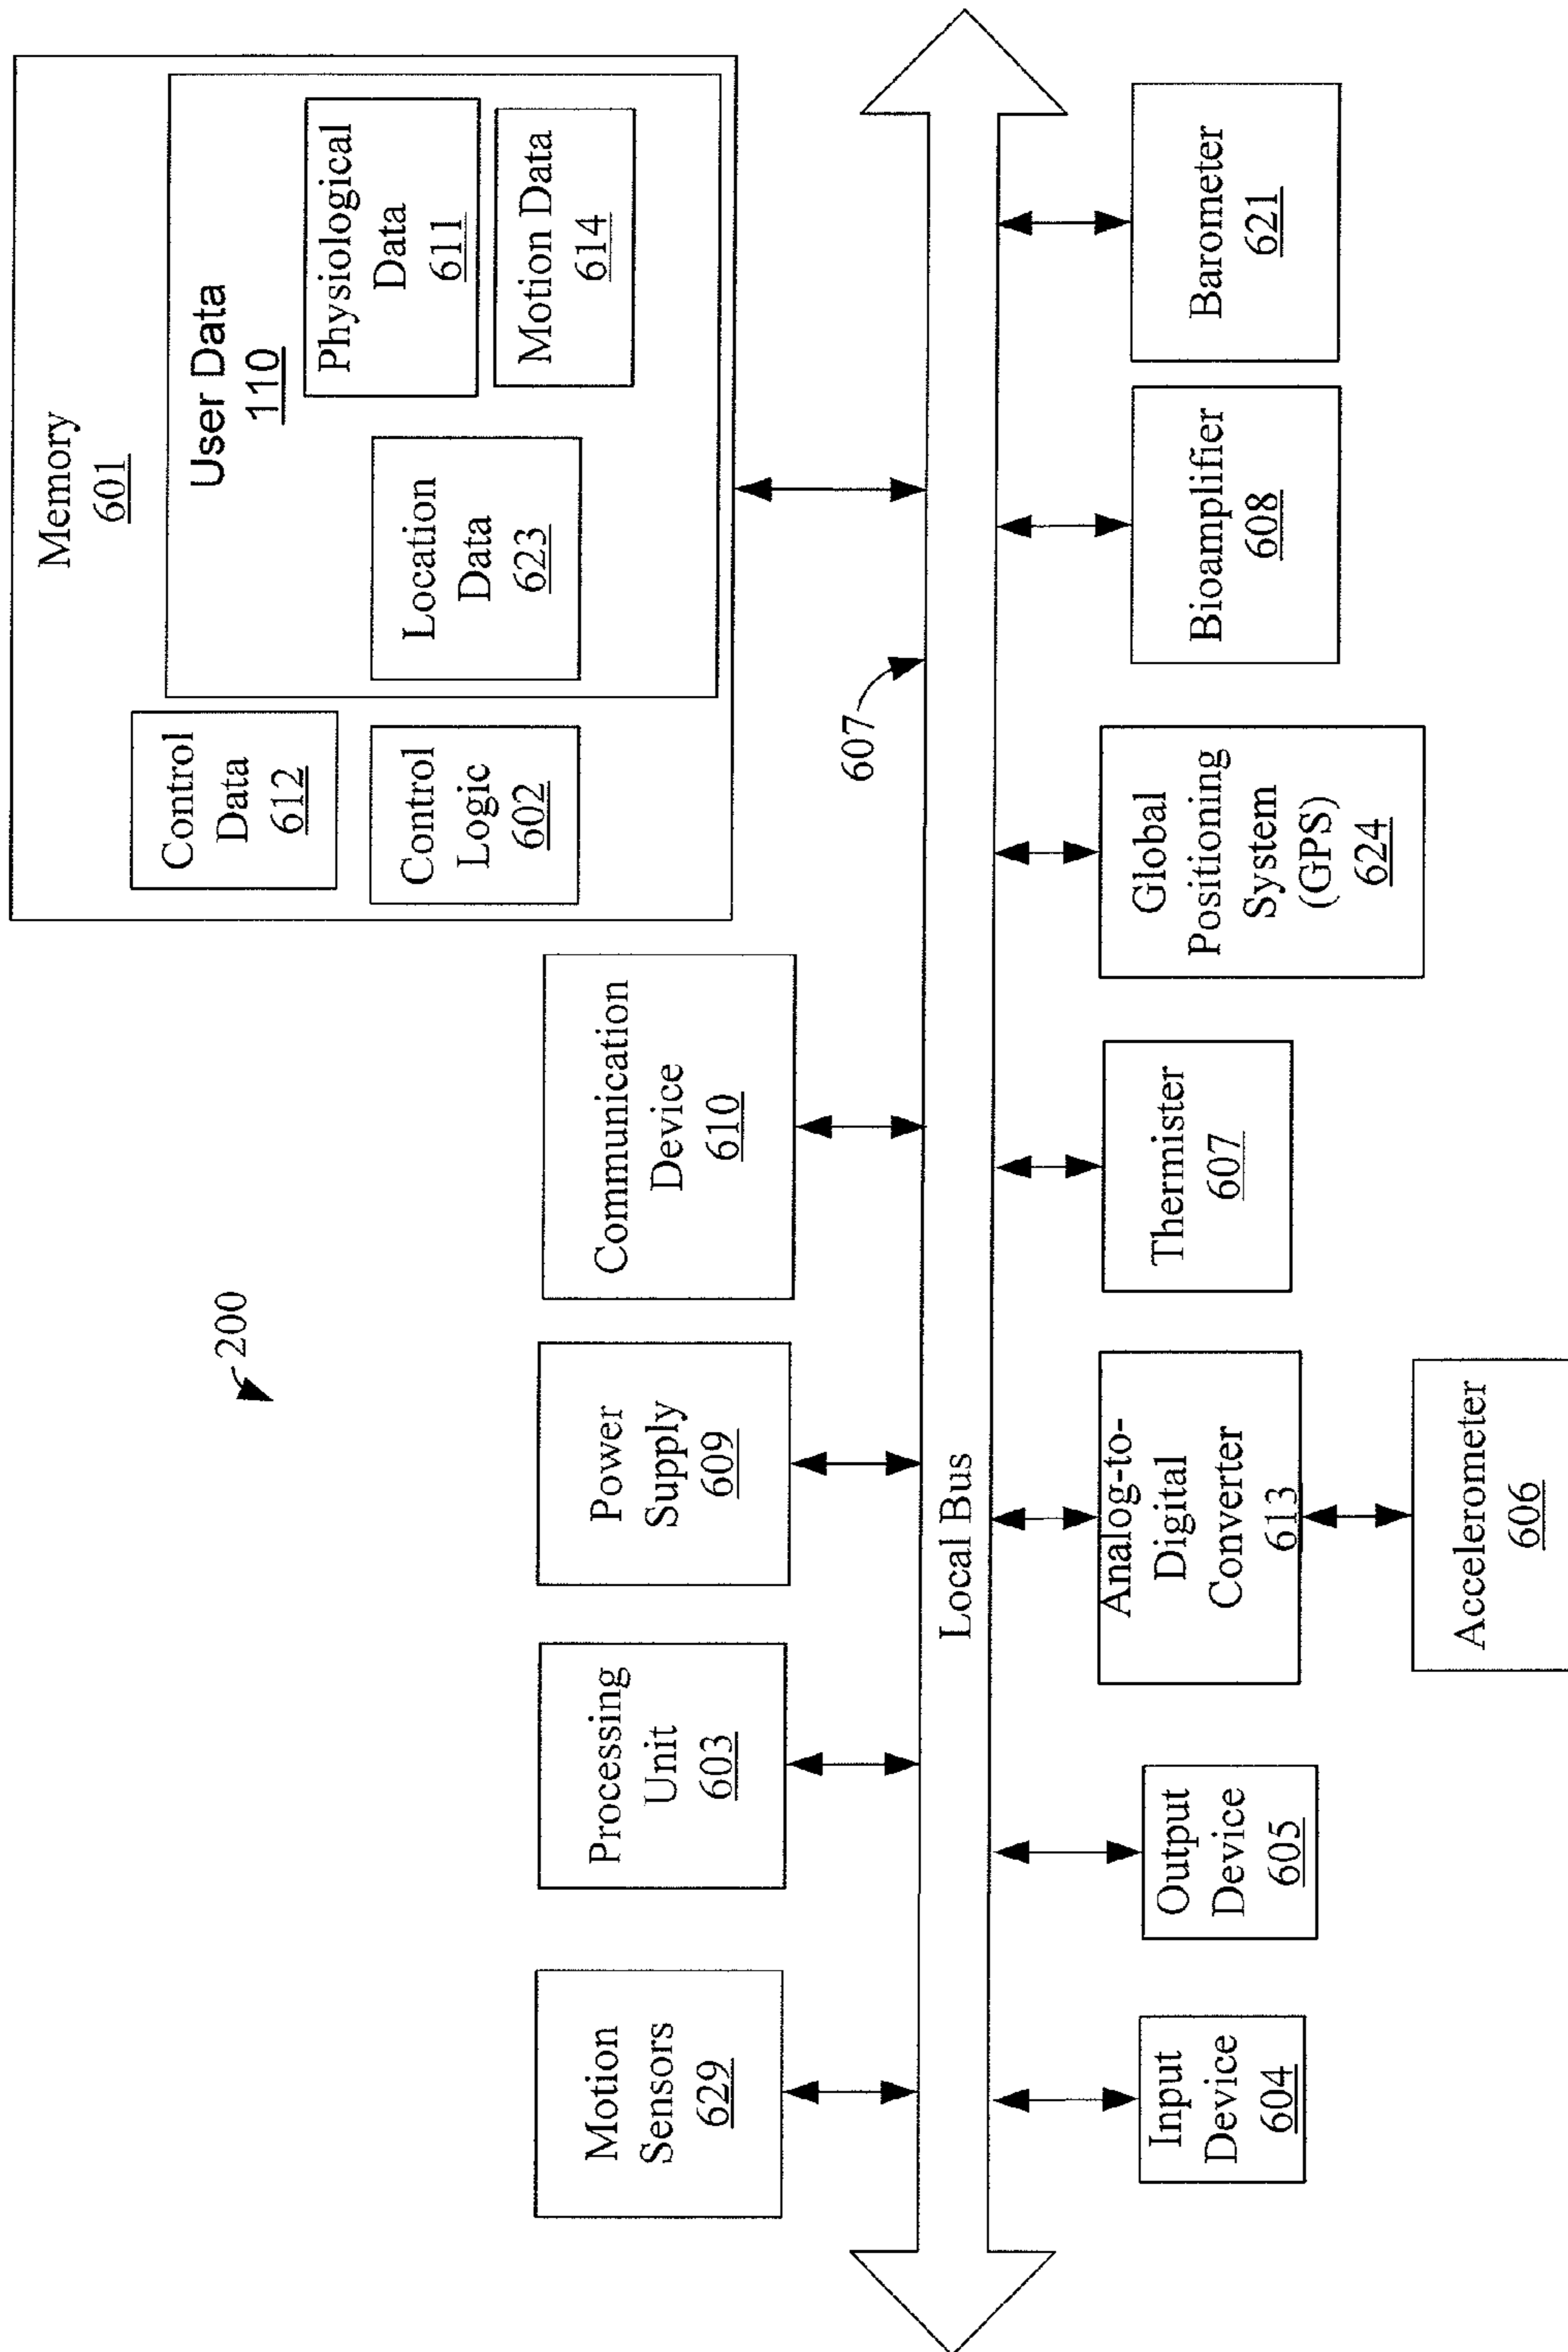 200
Memory
601
Control
Data
612
Control
Logic
602
User Data
110
Location
Data
623
Physiological
Data
611
Motion Data
614
Motion
Sensors
629
Processing
Unit
603
Power
Supply
609
Communication
Device
610
607
Local Bus
Input
Device
604
Output
Device
605
Analog-to-
Digital
Converter
613
Accelerometer
606
Thermister
607
Global
Positioning
System
(GPS)
624
Bioamplifier
608
Barometer
621